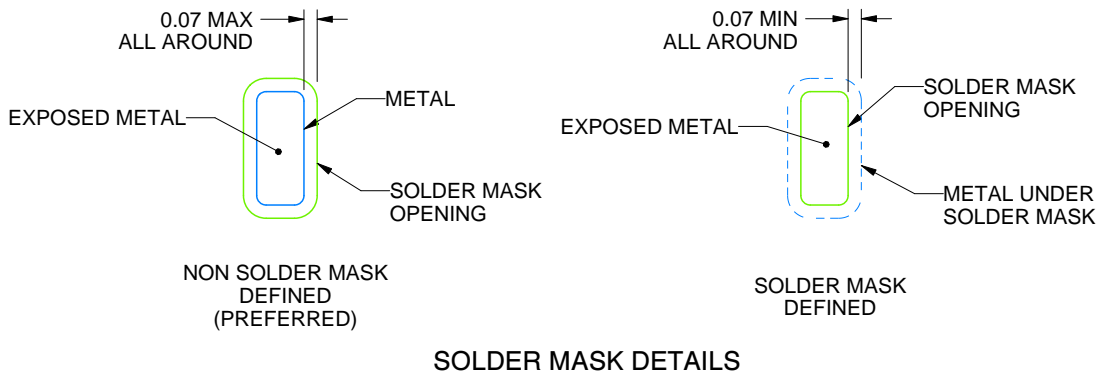 0.07 MAX
ALL AROUND
EXPOSED METAL
METAL
SOLDER MASK
OPENING
NON SOLDER MASK
DEFINED
(PREFERRED)
0.07 MIN
ALL AROUND
EXPOSED METAL
SOLDER MASK
OPENING
METAL UNDER
SOLDER MASK
SOLDER MASK
DEFINED
SOLDER MASK DETAILS